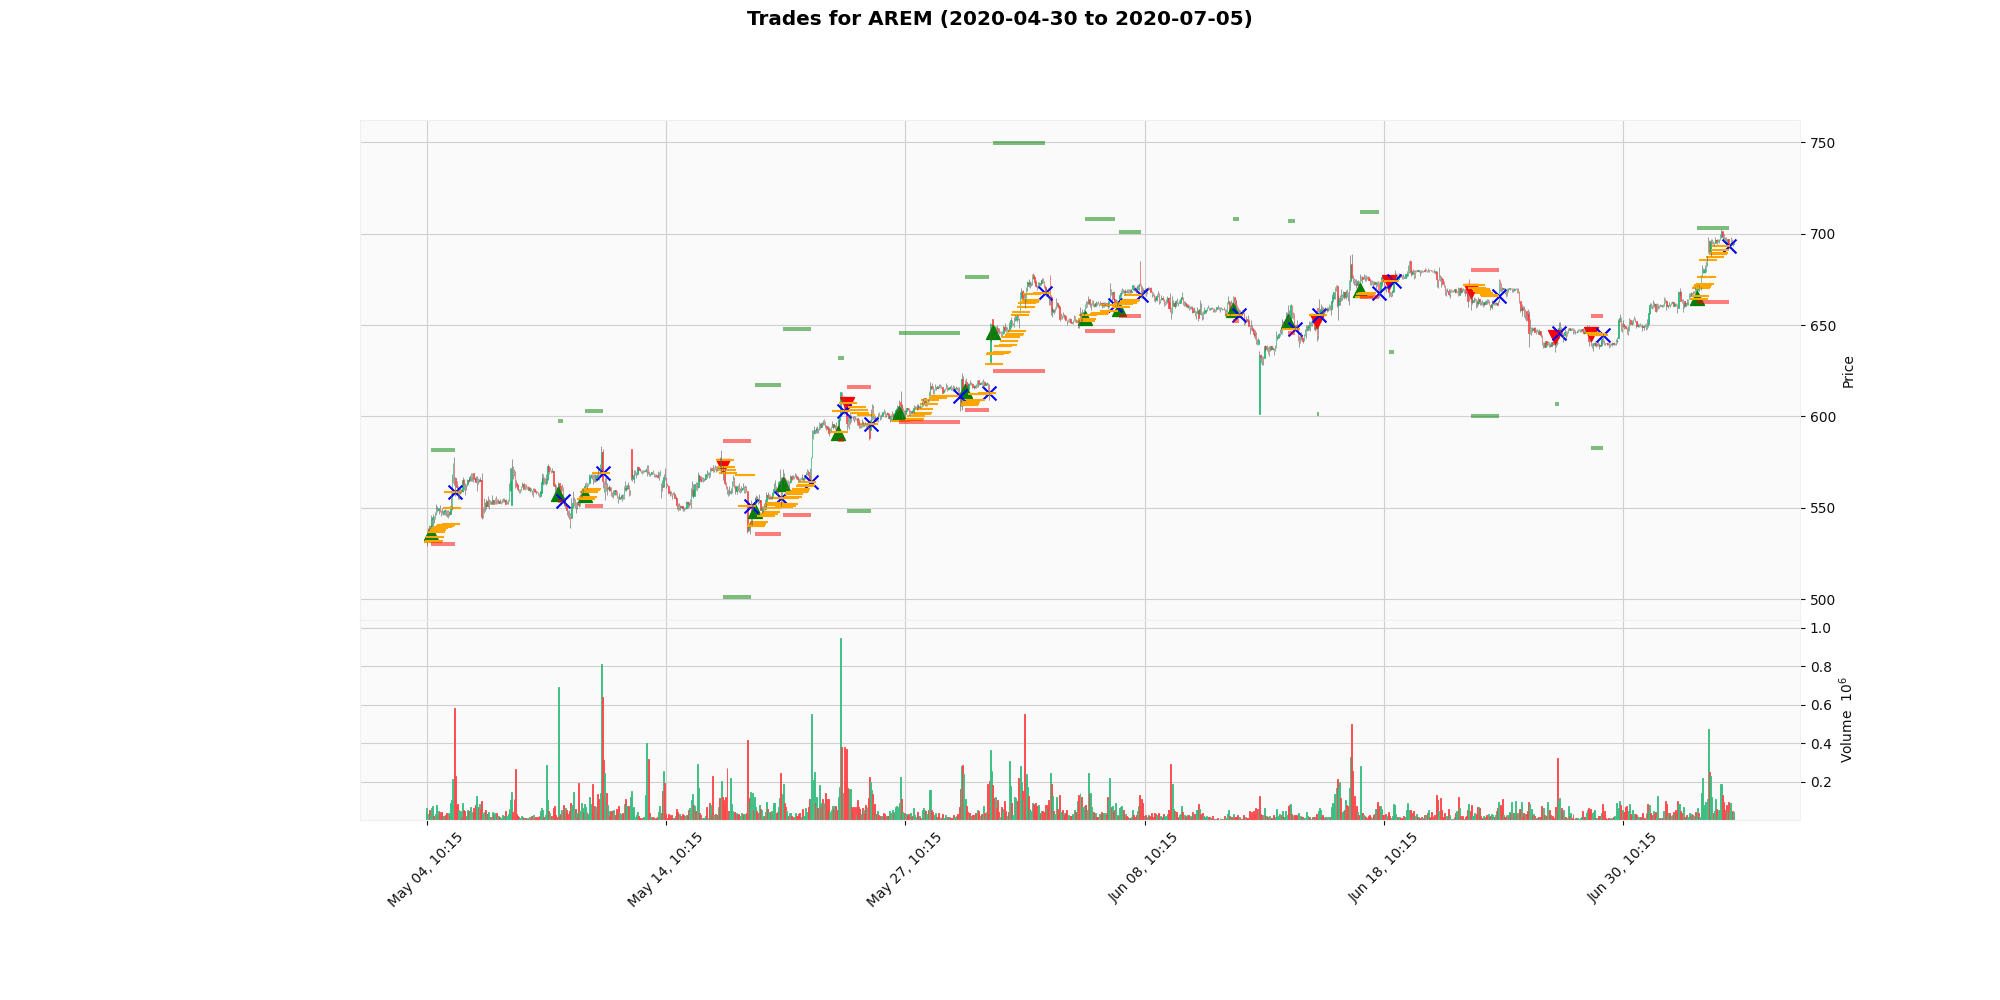 Trades for AREM (2020-04-30 to 2020-07-05)
750
700
650
600
550
500
Price
1.0
0.8
0.6
0.4
0.2
Volume 10^6
May 04, 10:15
May 14, 10:15
May 27, 10:15
Jun 08, 10:15
Jun 18, 10:15
Jun 30, 10:15